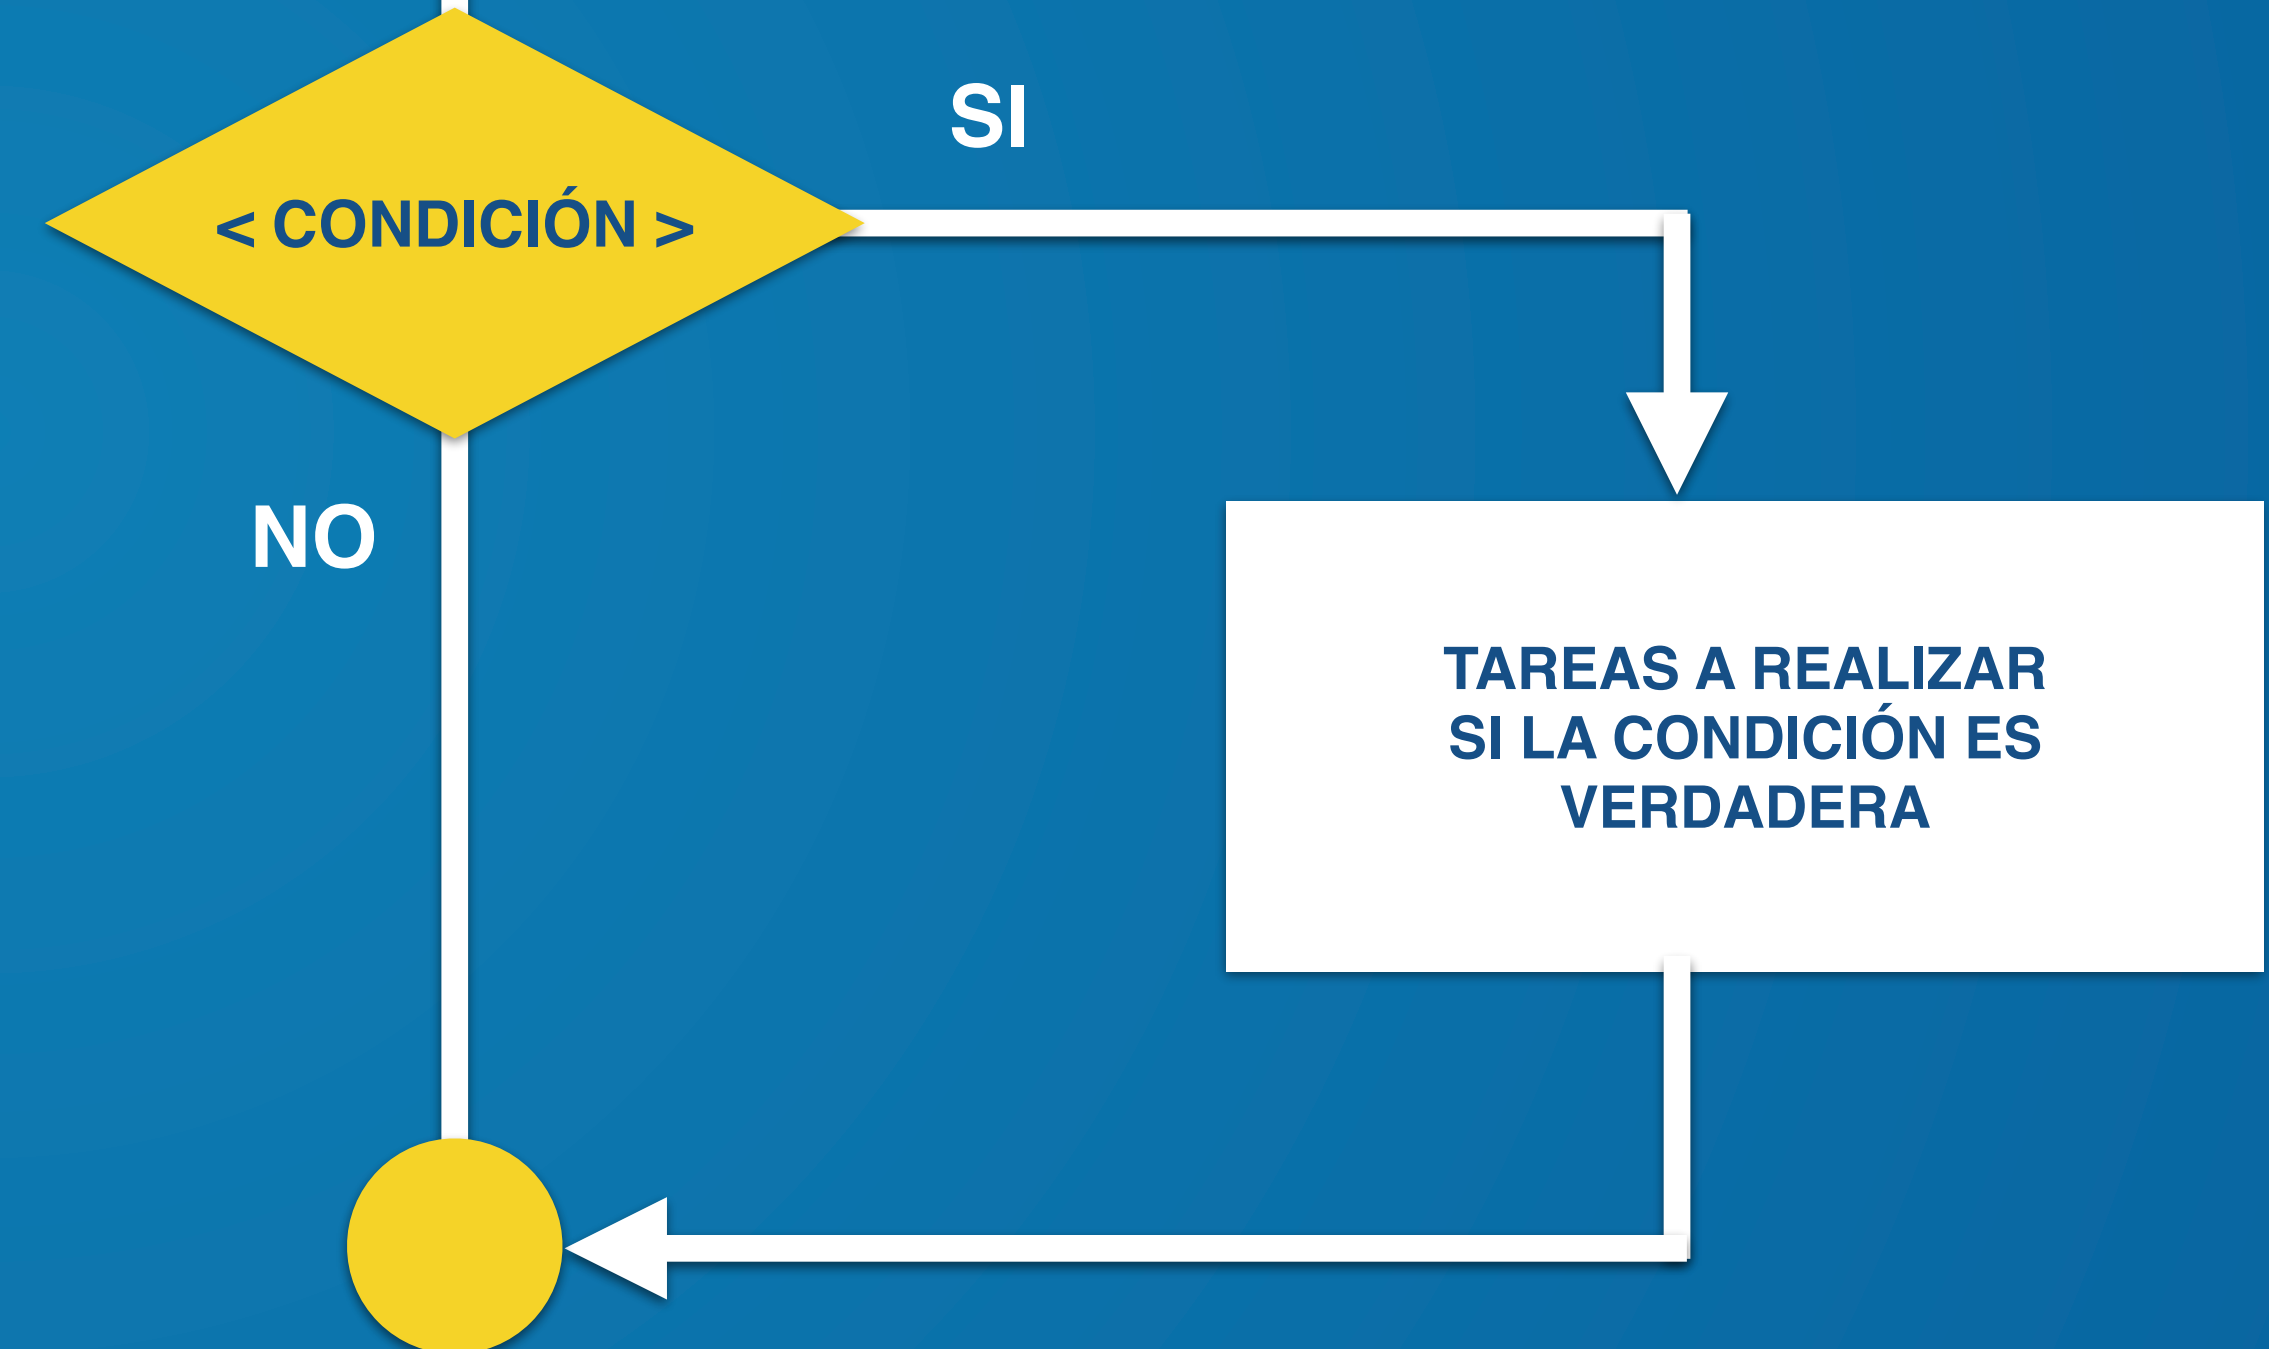 SI
< CONDICIÓN >
NO
TAREAS A REALIZAR
SI LA CONDICIÓN ES
VERDADERA